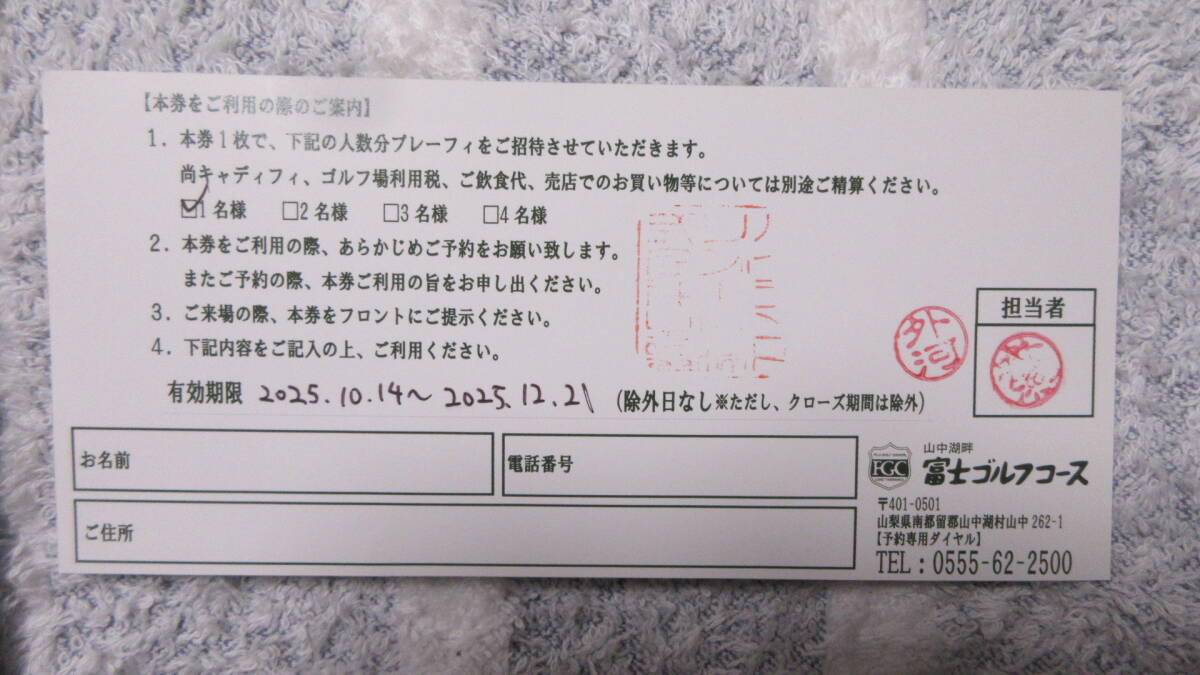 【本券をご利用の際のご案内】
1. 本券1枚で、下記の人数分プレーフィをご招待させていただきます。
尚キャディフィ、ゴルフ場利用税、ご飲食代、売店でのお買い物等については別途ご精算ください。
☑1名様 □2名様 □3名様 □4名様
2. 本券をご利用の際、あらかじめご予約をお願い致します。
またご予約の際、本券ご利用の旨をお申し出ください。
3. ご来場の際、本券をフロントにご提示ください。
4. 下記内容をご記入の上、ご利用ください。
有効期限 2025.10.14～2025.12.21 (除外日なし※ただし、クローズ期間は除外)
外河
担当者
お名前
電話番号
ご住所
FGC
山中湖畔
富士ゴルフコース
〒401-0501
山梨県南都留郡山中湖村山中262-1
【予約専用ダイヤル】
TEL：0555-62-2500